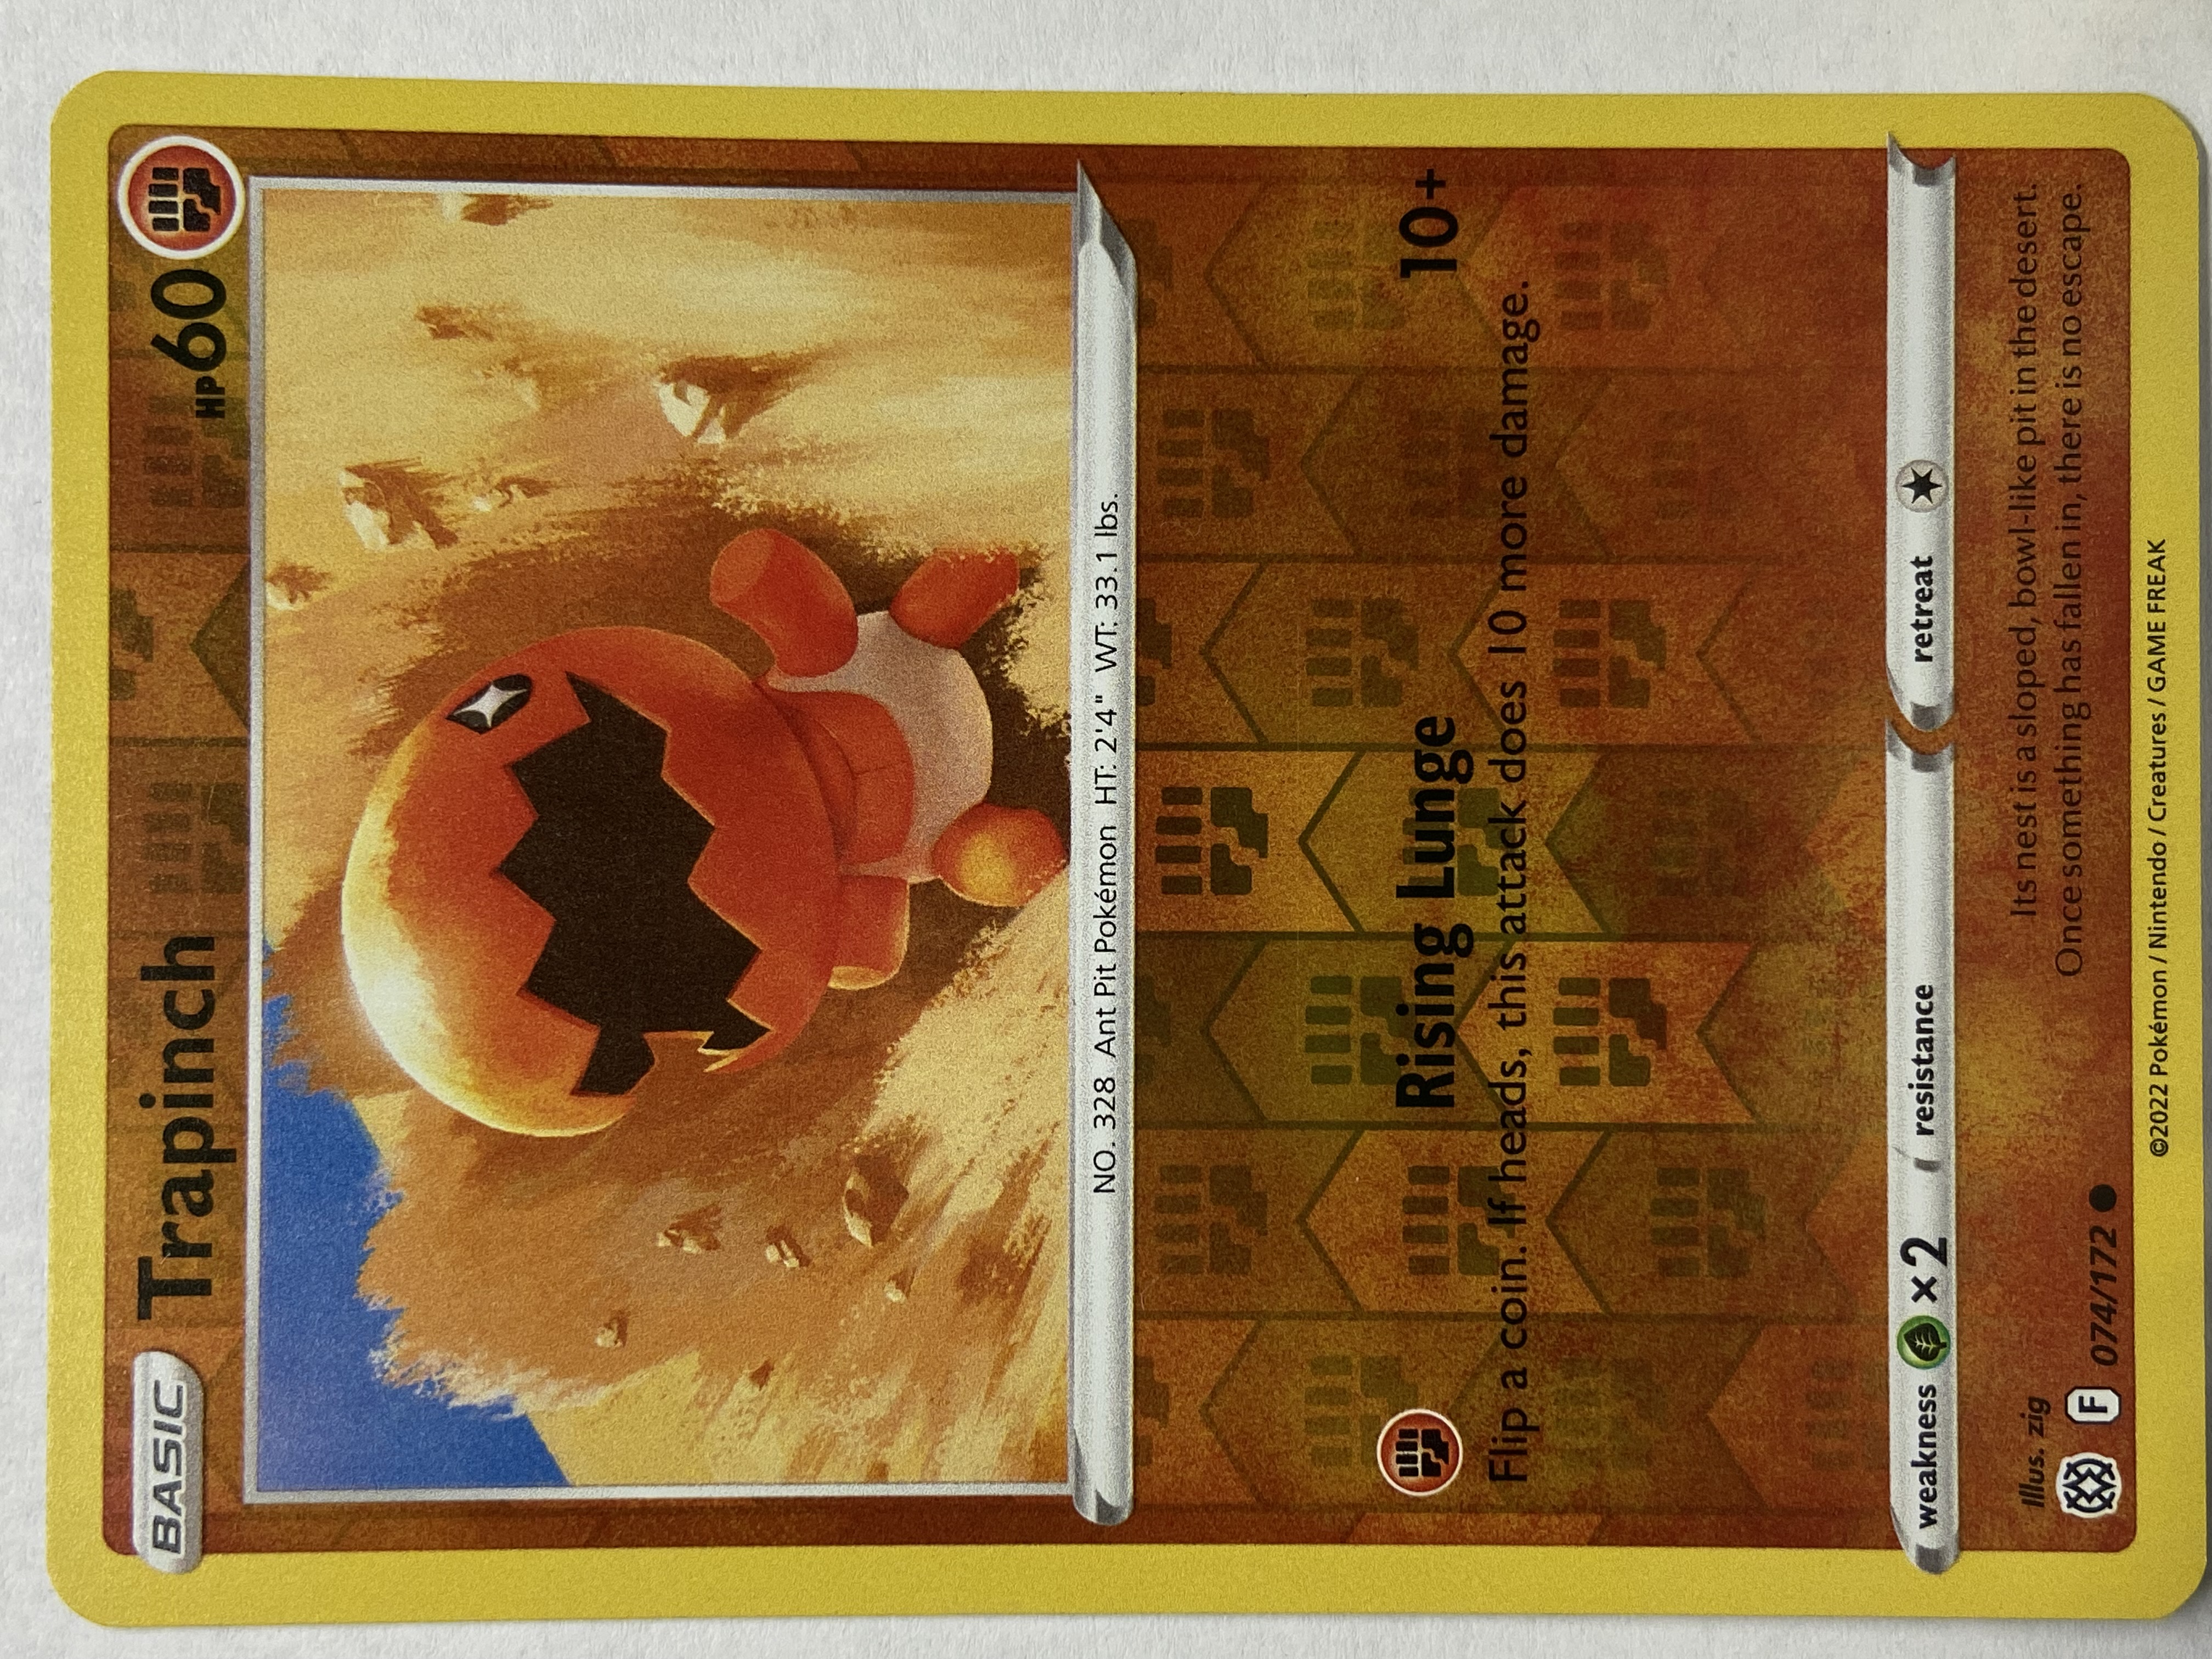 BASIC Trapinch HP 60
NO. 328 Ant Pit Pokémon HT: 2'4" WT: 33.1 lbs.
Rising Lunge 10+
Flip a coin. If heads, this attack does 10 more damage.
weakness ×2 resistance retreat
Illus. zig
Its nest is a sloped, bowl-like pit in the desert.
Once something has fallen in, there is no escape.
F 074/172
©2022 Pokémon / Nintendo / Creatures / GAME FREAK